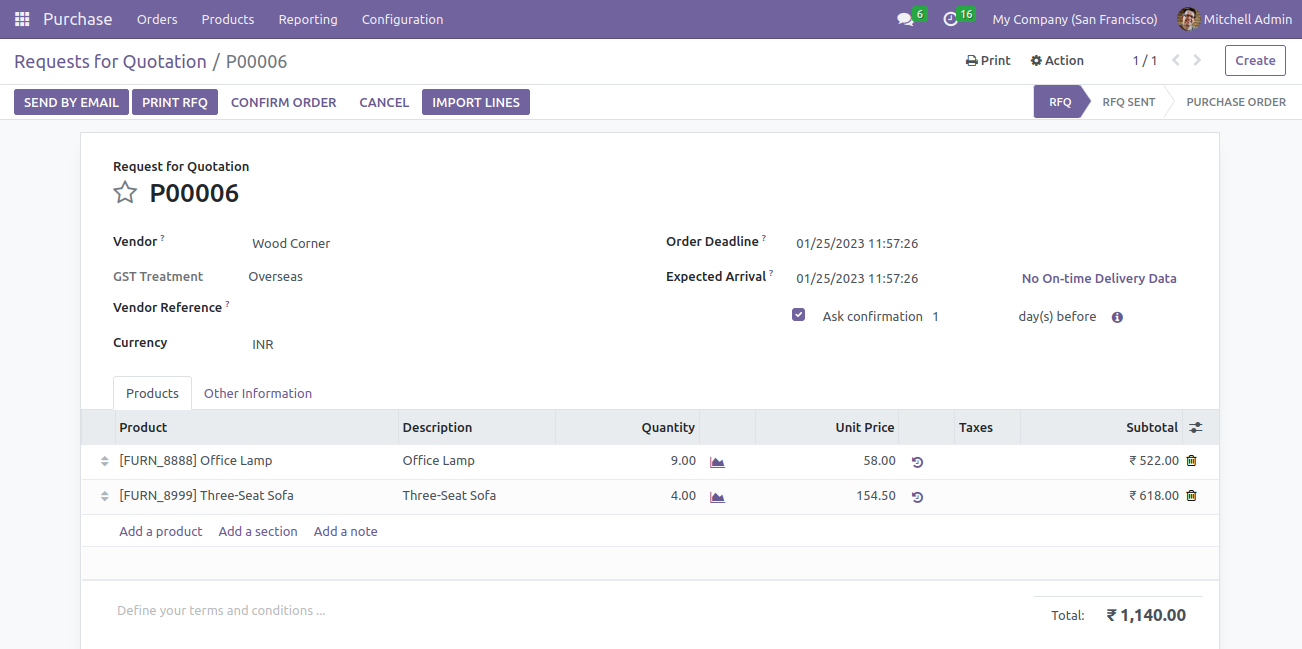 Purchase Orders Products Reporting Configuration 6 16 My Company (San Francisco) Mitchell Admin
Requests for Quotation / P00006 Print Action 1 / 1 Create
SEND BY EMAIL PRINT RFQ CONFIRM ORDER CANCEL IMPORT LINES RFQ RFQ SENT PURCHASE ORDER
Request for Quotation
P00006
Vendor ? Wood Corner Order Deadline ? 01/25/2023 11:57:26
GST Treatment Overseas Expected Arrival ? 01/25/2023 11:57:26 No On-time Delivery Data
Vendor Reference ? Ask confirmation 1 day(s) before
Currency INR
Products Other Information
Product Description Quantity Unit Price Taxes Subtotal
[FURN_8888] Office Lamp Office Lamp 9.00 58.00 ₹ 522.00
[FURN_8999] Three-Seat Sofa Three-Seat Sofa 4.00 154.50 ₹ 618.00
Add a product Add a section Add a note
Define your terms and conditions ... Total: ₹ 1,140.00